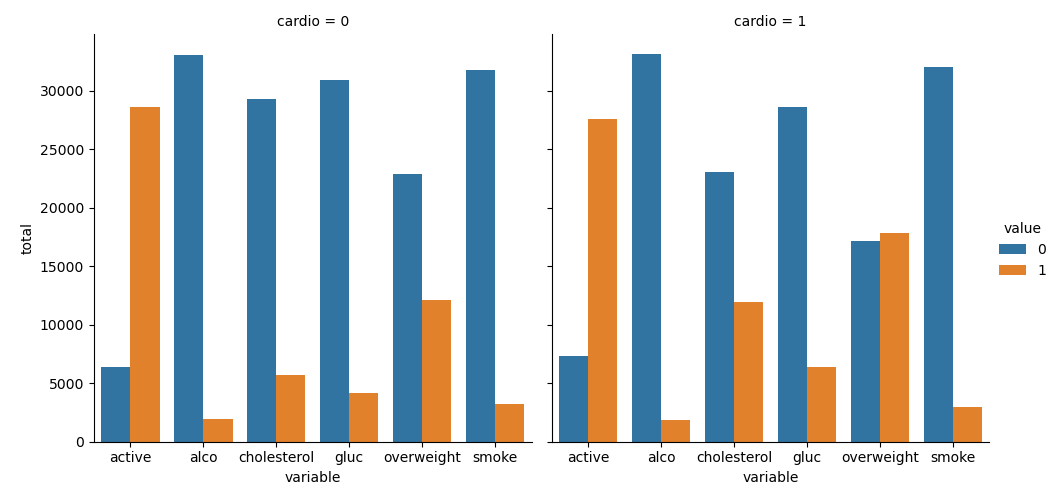 cardio = 0
cardio = 1
total
30000
25000
20000
15000
10000
5000
0
active alco cholesterol gluc overweight smoke
variable
active alco cholesterol gluc overweight smoke
variable
value
0
1